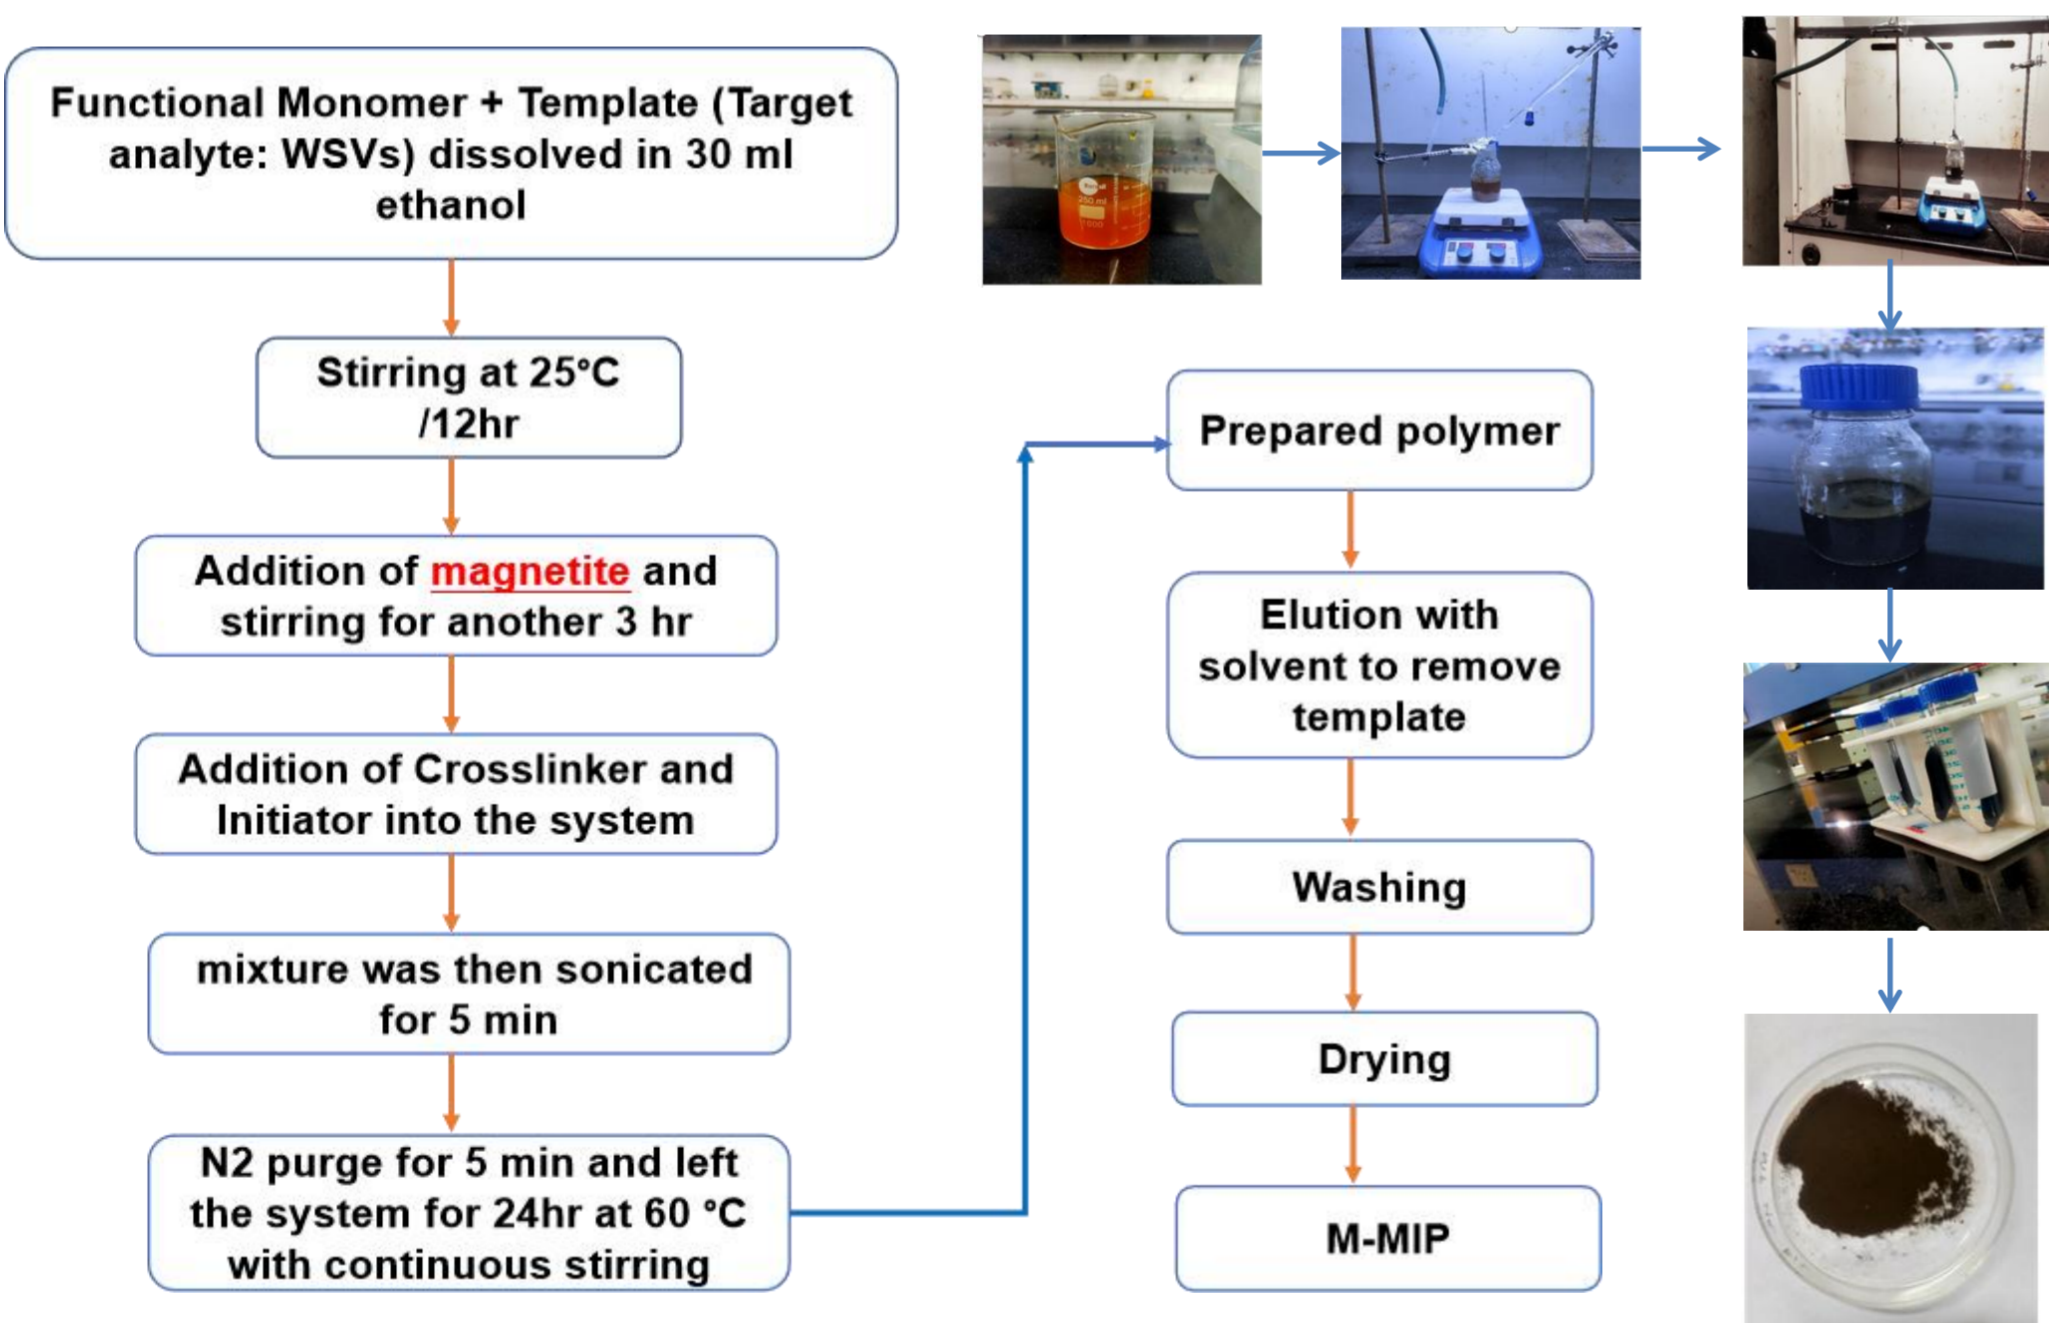 Functional Monomer + Template (Target
analyte: WSVs) dissolved in 30 ml
ethanol
Stirring at 25°C
/12hr
Addition of magnetite and
stirring for another 3 hr
Addition of Crosslinker and
Initiator into the system
mixture was then sonicated
for 5 min
N2 purge for 5 min and left
the system for 24hr at 60 °C
with continuous stirring
Prepared polymer
Elution with
solvent to remove
template
Washing
Drying
M-MIP
250 ml